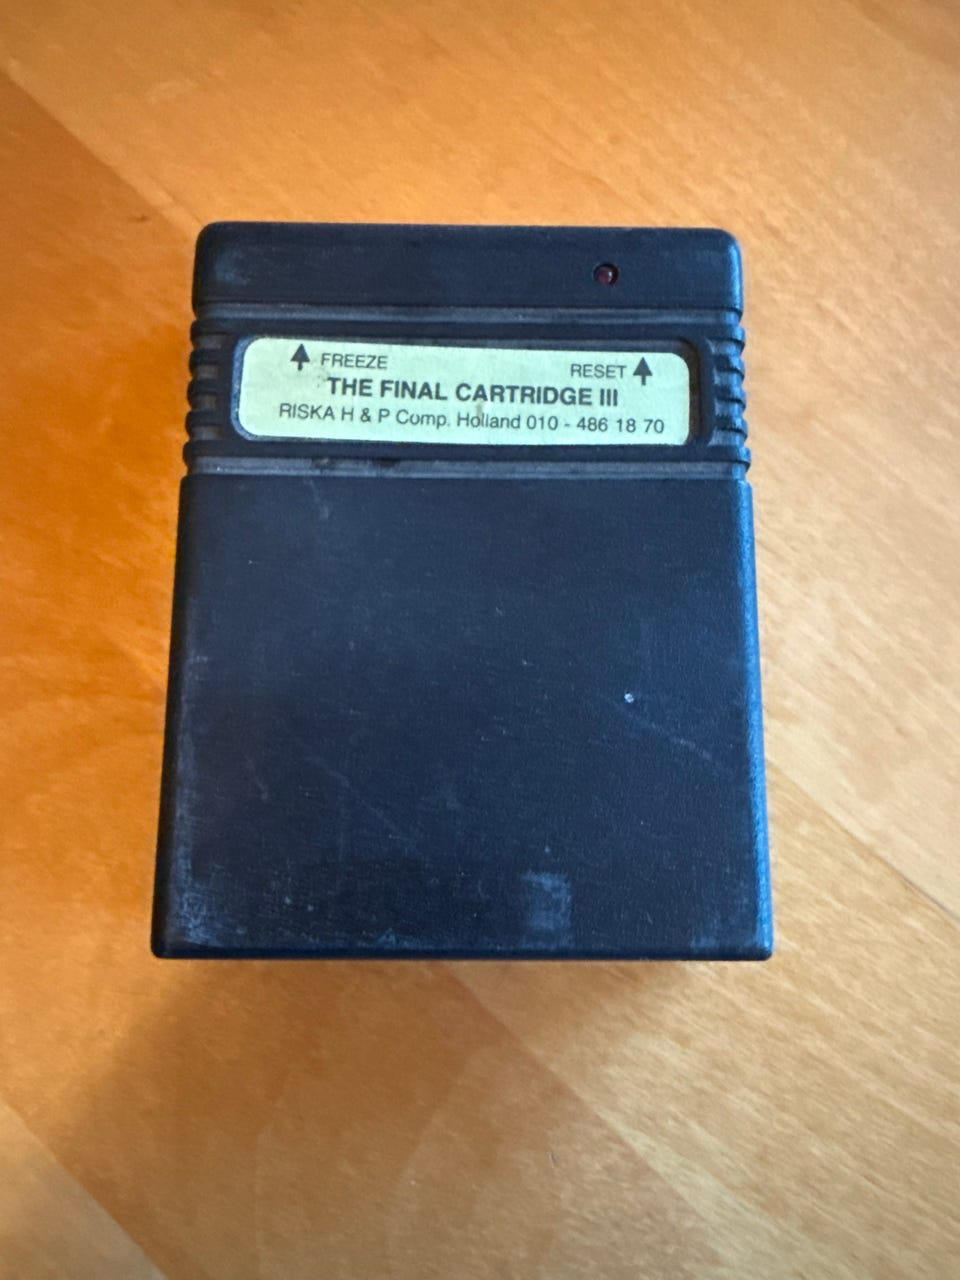 ↑ FREEZE RESET ↑
THE FINAL CARTRIDGE III
RISKA H & P Comp. Holland 010 - 486 18 70